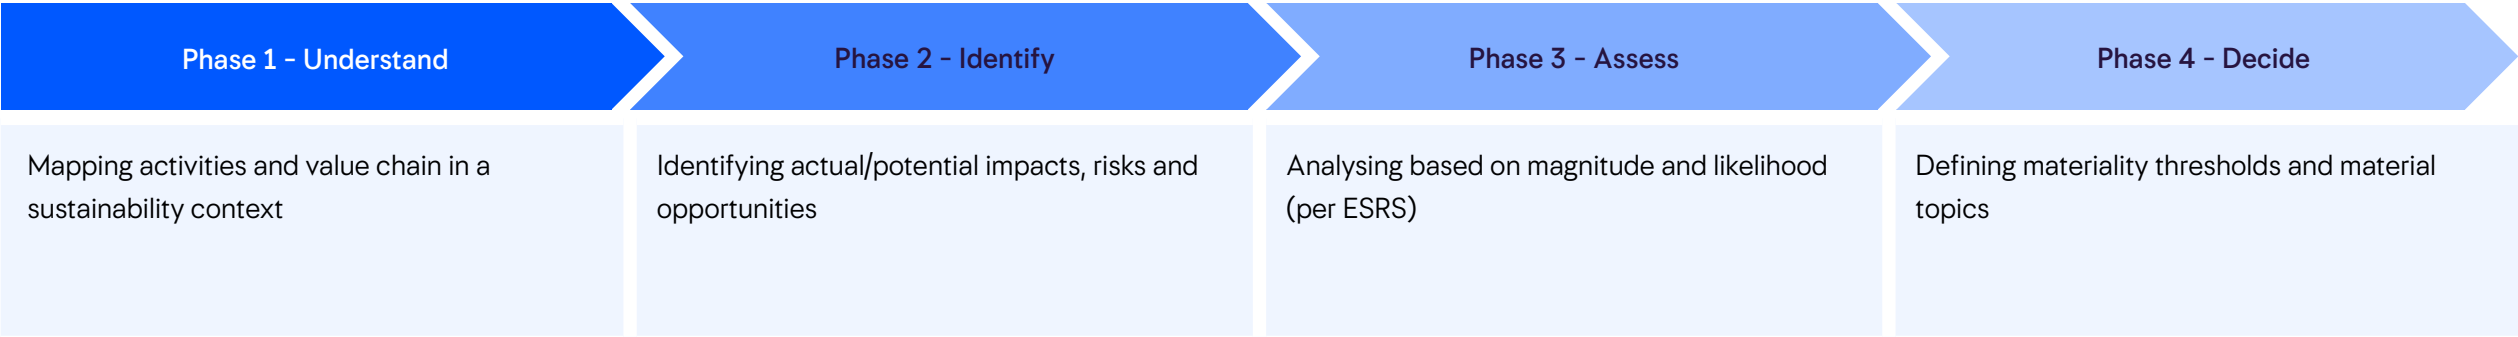 Phase 1 - Understand
Phase 2 - Identify
Phase 3 - Assess
Phase 4 - Decide
Mapping activities and value chain in a
sustainability context
Identifying actual/potential impacts, risks and
opportunities
Analysing based on magnitude and likelihood
(per ESRS)
Defining materiality thresholds and material
topics